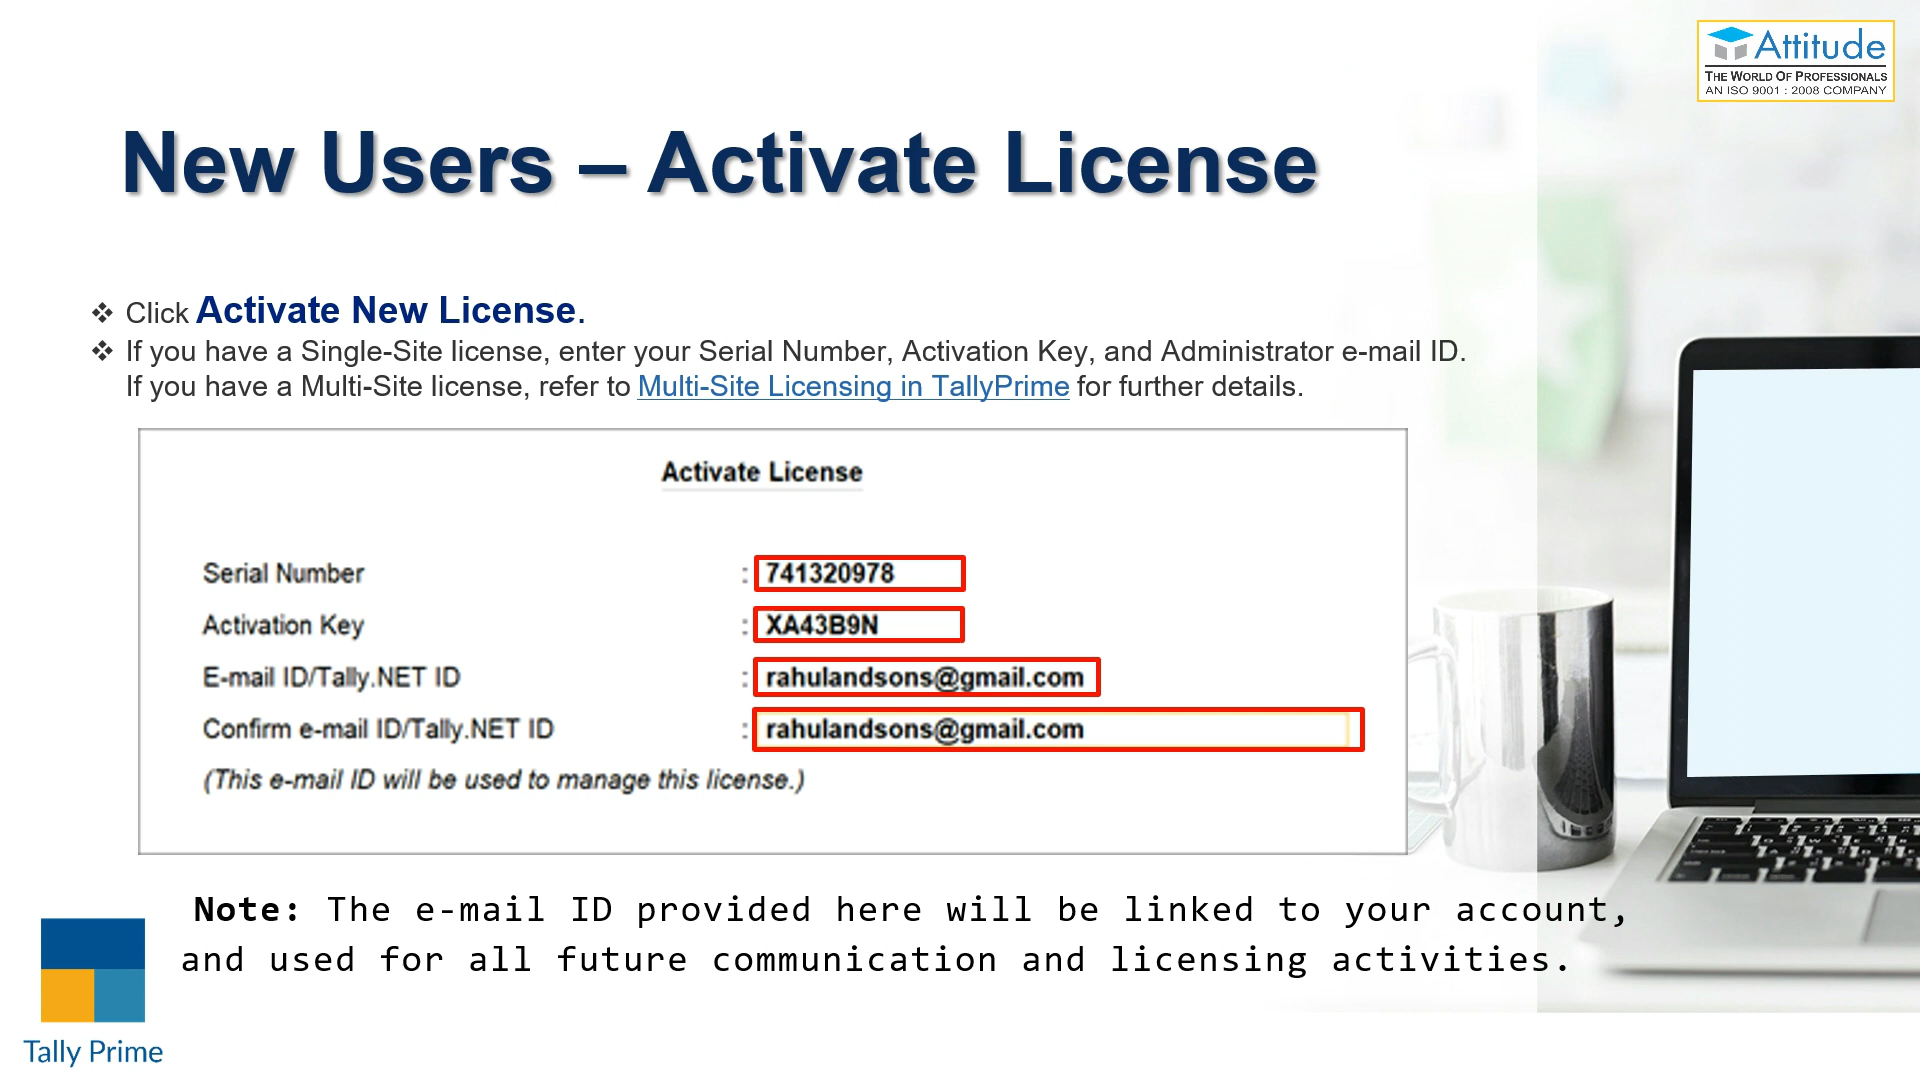 Attitude
THE WORLD OF PROFESSIONALS
AN ISO 9001 : 2008 COMPANY
New Users – Activate License
❖ Click Activate New License.
❖ If you have a Single-Site license, enter your Serial Number, Activation Key, and Administrator e-mail ID.
If you have a Multi-Site license, refer to Multi-Site Licensing in TallyPrime for further details.
Activate License
Serial Number : 741320978
Activation Key : XA43B9N
E-mail ID/Tally.NET ID : rahulandsons@gmail.com
Confirm e-mail ID/Tally.NET ID : rahulandsons@gmail.com
(This e-mail ID will be used to manage this license.)
Note: The e-mail ID provided here will be linked to your account,
and used for all future communication and licensing activities.
Tally Prime